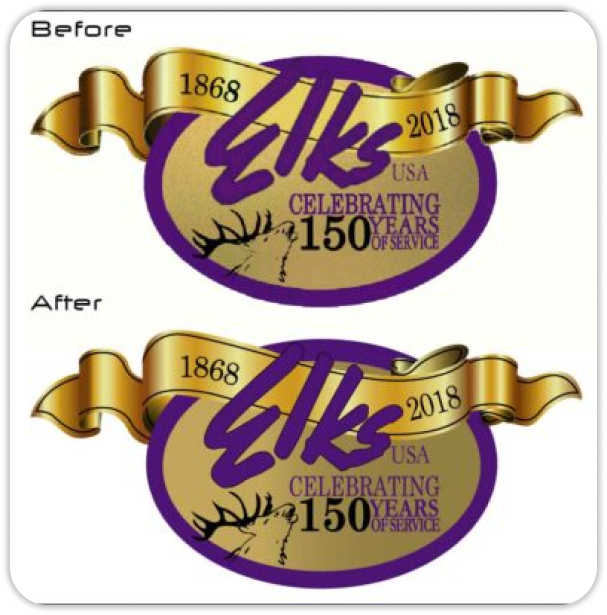 Before
1868
Elks
2018
USA
CELEBRATING
150 YEARS
OF SERVICE
After
1868
Elks
2018
USA
CELEBRATING
150 YEARS
OF SERVICE